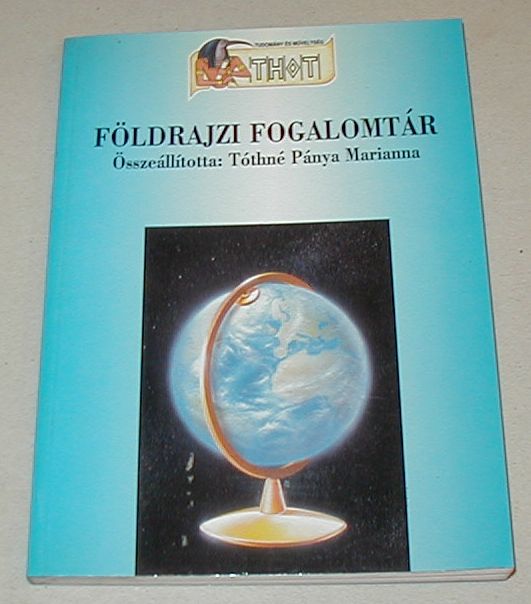 TUDOMÁNY ÉS MŰVELTSÉG
THOT
FÖLDRAJZI FOGALOMTÁR
Összeállította: Tóthné Pánya Marianna